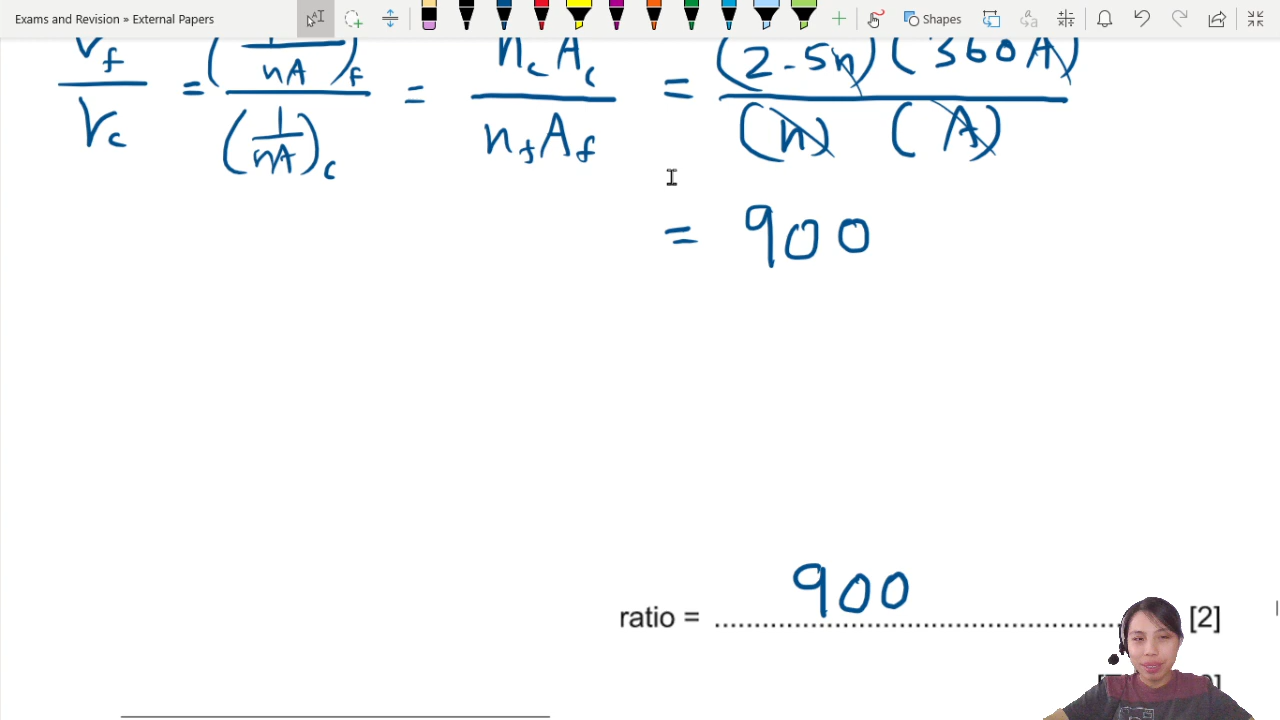 Exams and Revision » External Papers
Shapes
V_f / V_c = (1/nA)_f / (1/nA)_c = n_c A_c / n_f A_f = (2.5n)(360A) / (n)(A)
= 900
900
ratio = ........................................................ [2]